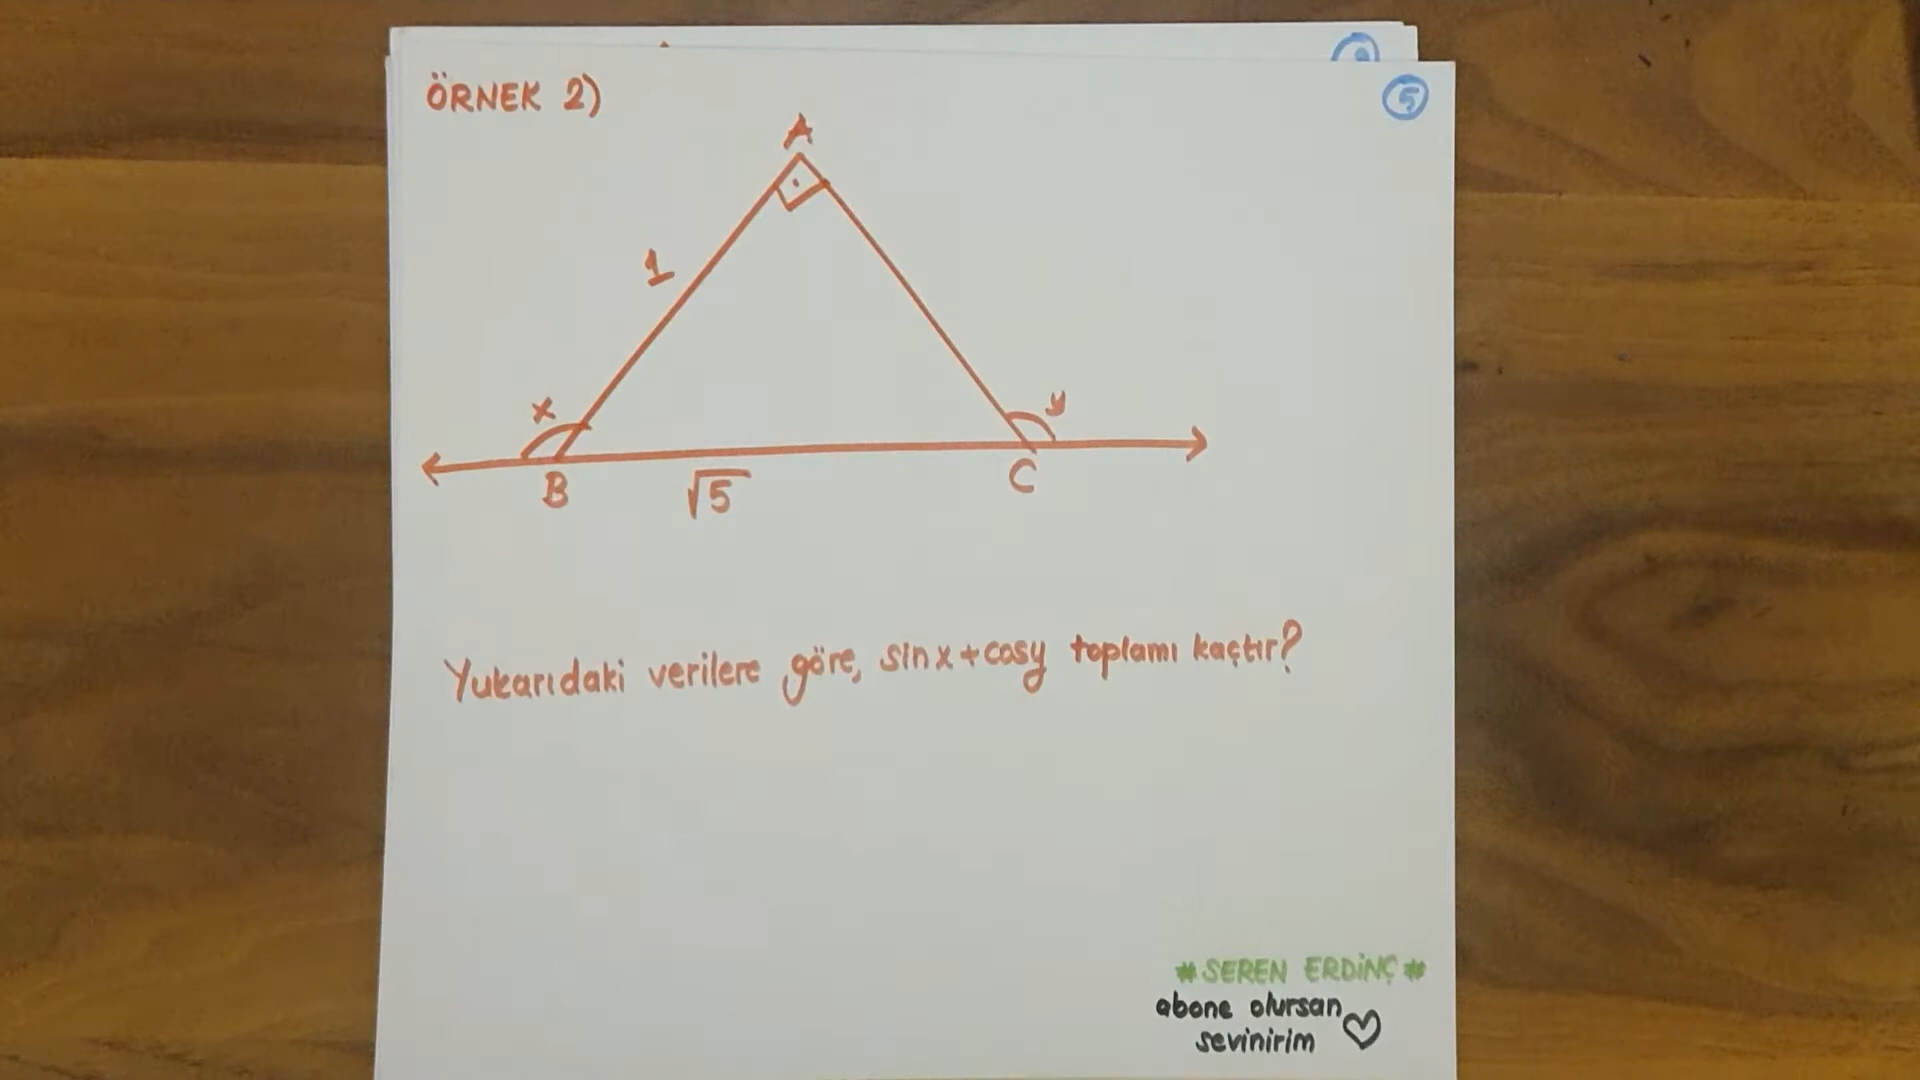 ÖRNEK 2)
5
A
1
x
y
B
√5
C
Yukarıdaki verilere göre, sinx+cosy toplamı kaçtır?
#SEREN ERDİNÇ#
abone olursan
sevinirim ♡